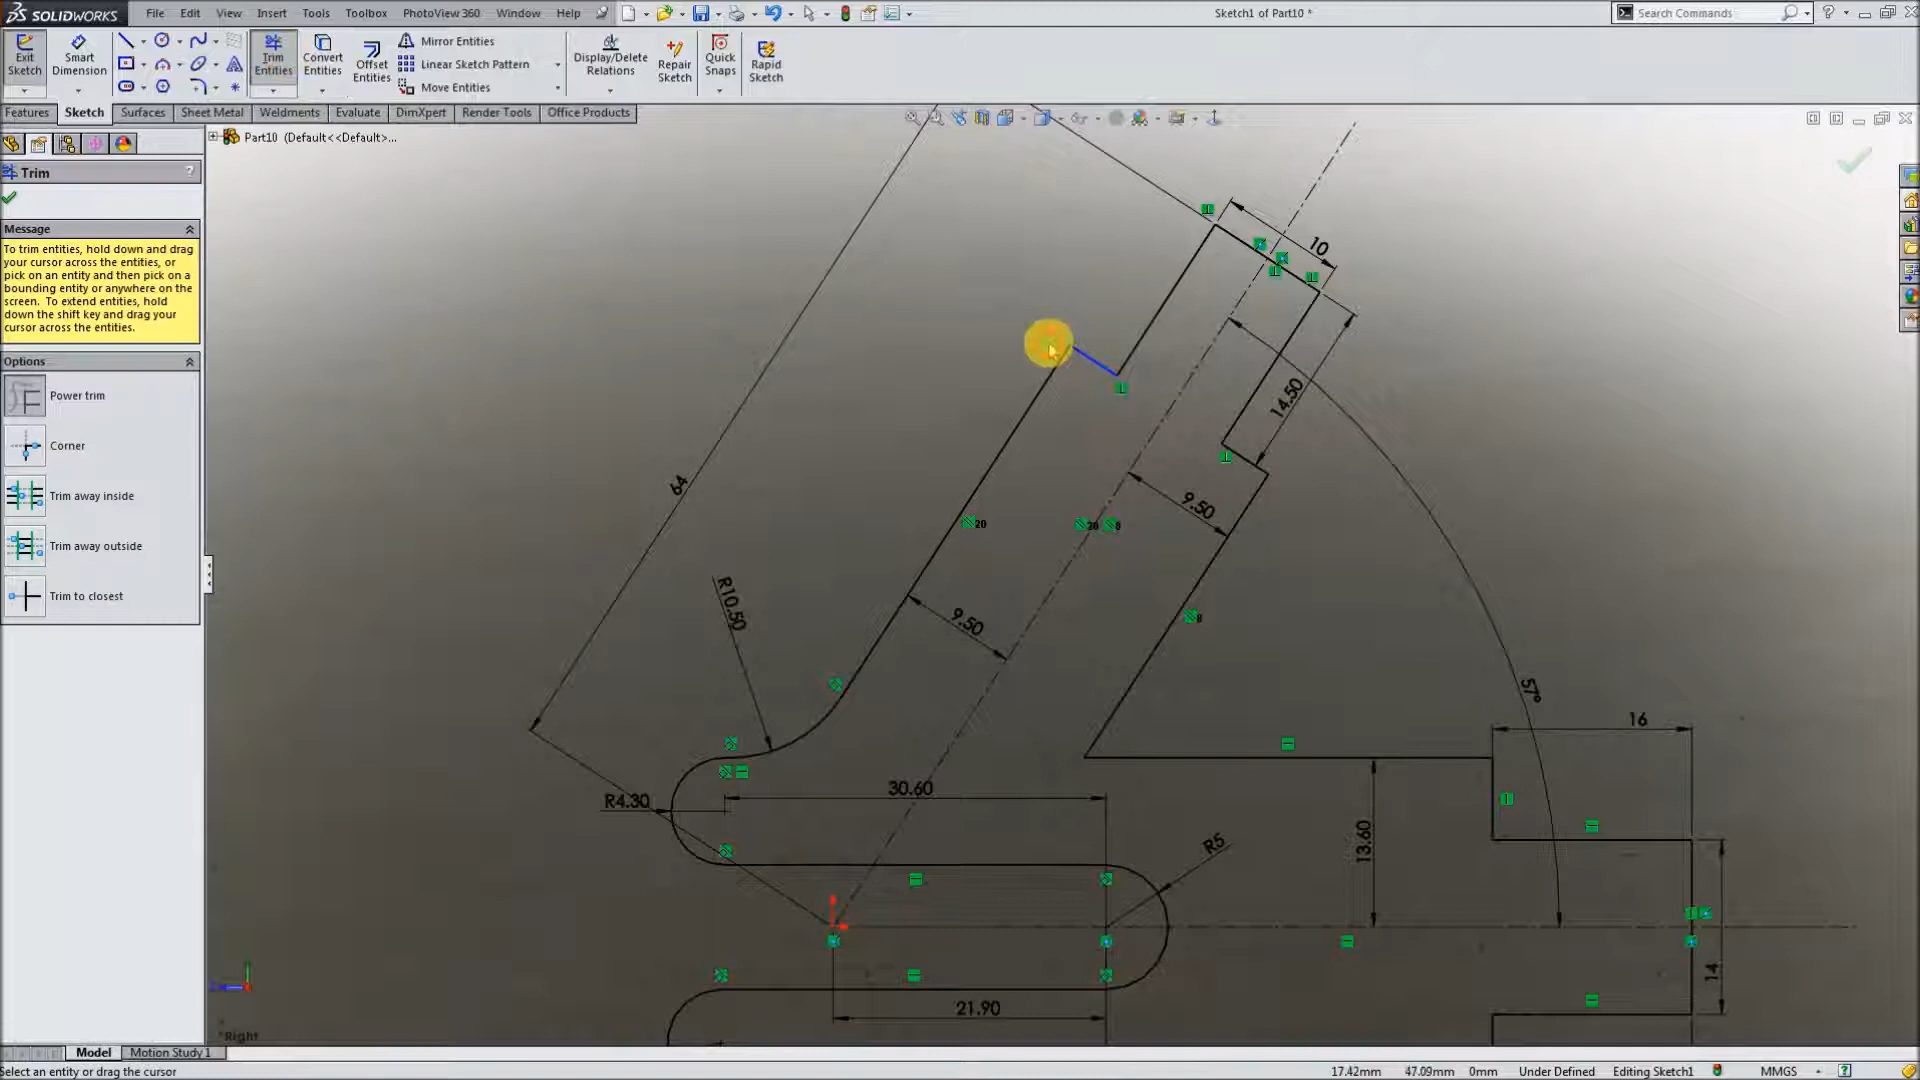 SOLIDWORKS File Edit View Insert Tools Toolbox PhotoView 360 Window Help
Sketch1 of Part10 *
Search Commands
?
Exit Sketch
Smart Dimension
Trim Entities
Convert Entities
Offset Entities
Mirror Entities
Linear Sketch Pattern
Move Entities
Display/Delete Relations
Repair Sketch
Quick Snaps
Rapid Sketch
Features Sketch Surfaces Sheet Metal Weldments Evaluate DimXpert Render Tools Office Products
Part10 (Default<<Default>...
Trim
?
Message
To trim entities, hold down and drag
your cursor across the entities, or
pick on an entity and then pick on a
bounding entity or anywhere on the
screen. To extend entities, hold
down the shift key and drag your
cursor across the entities.
Options
Power trim
Corner
Trim away inside
Trim away outside
Trim to closest
10
14.50
64
9.50
20
20
8
R10.50
9.50
8
57°
16
30.60
R4.30
R5
13.60
14
21.90
*Right
Model Motion Study 1
Select an entity or drag the cursor
17.42mm 47.09mm 0mm Under Defined Editing Sketch1 MMGS ?